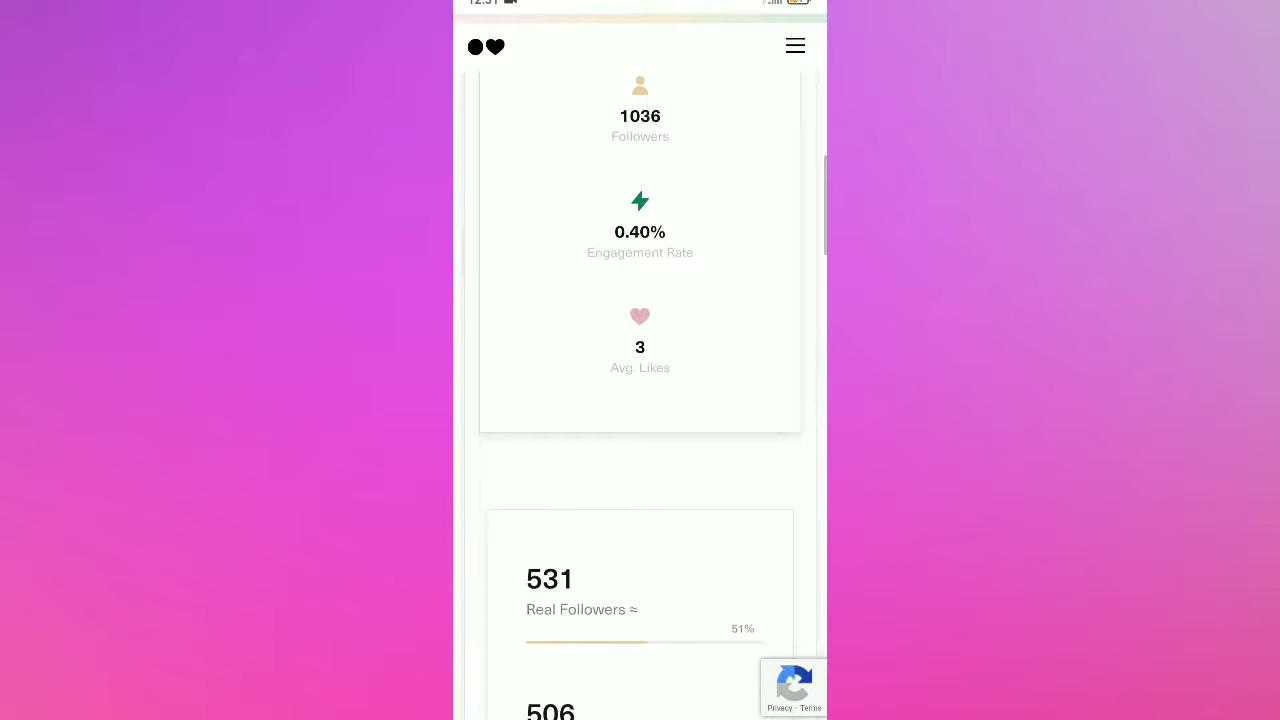 1036
Followers
0.40%
Engagement Rate
3
Avg. Likes
531
Real Followers ≈
51%
506
Privacy - Terms